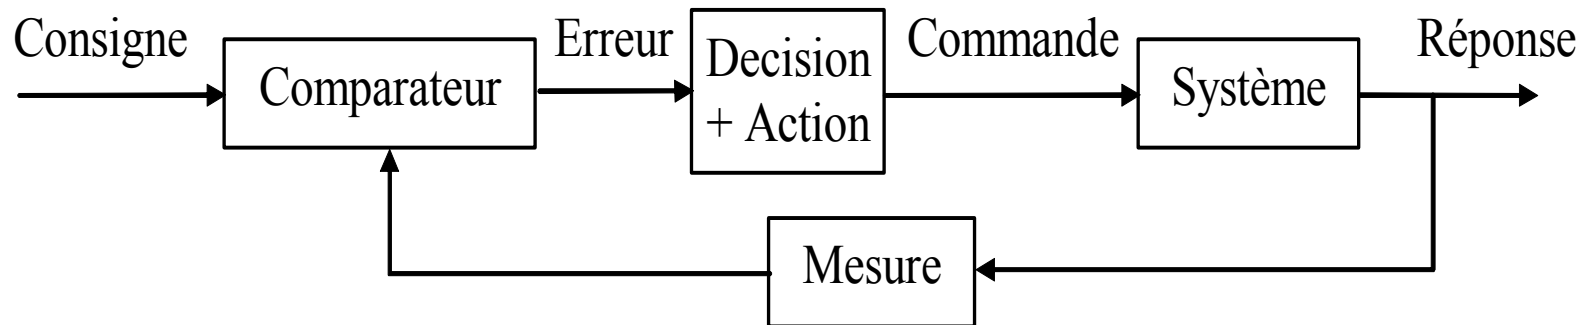 Consigne
Comparateur
Erreur
Decision
+ Action
Commande
Système
Réponse
Mesure